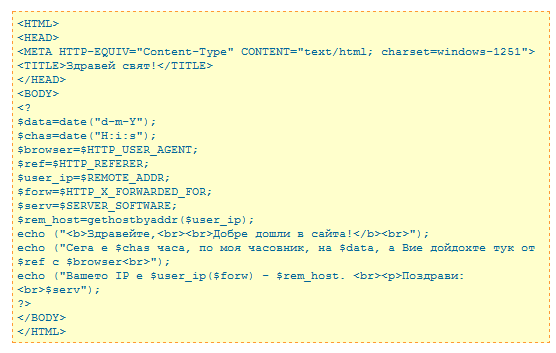 <HTML>
<HEAD>
<META HTTP-EQUIV="Content-Type" CONTENT="text/html; charset=windows-1251">
<TITLE>Здравей свят!</TITLE>
</HEAD>
<BODY>
<?
$data=date("d-m-Y");
$chas=date("H:i:s");
$browser=$HTTP_USER_AGENT;
$ref=$HTTP_REFERER;
$user_ip=$REMOTE_ADDR;
$forw=$HTTP_X_FORWARDED_FOR;
$serv=$SERVER_SOFTWARE;
$rem_host=gethostbyaddr($user_ip);
echo ("<b>Здравейте,<br><br>Добре дошли в сайта!</b><br>");
echo ("Сега е $chas часа, по моя часовник, на $data, а Вие дойдохте тук от
$ref с $browser<br>");
echo ("Вашето IP е $user_ip($forw) - $rem_host. <br><p>Поздрави:
<br>$serv");
?>
</BODY>
</HTML>